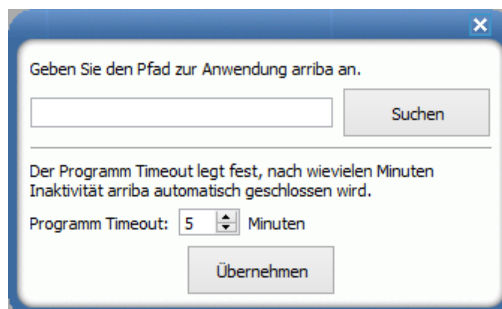 Geben Sie den Pfad zur Anwendung arriba an.
Suchen
Der Programm Timeout legt fest, nach wievielen Minuten
Inaktivität arriba automatisch geschlossen wird.
Programm Timeout: 5 Minuten
Übernehmen